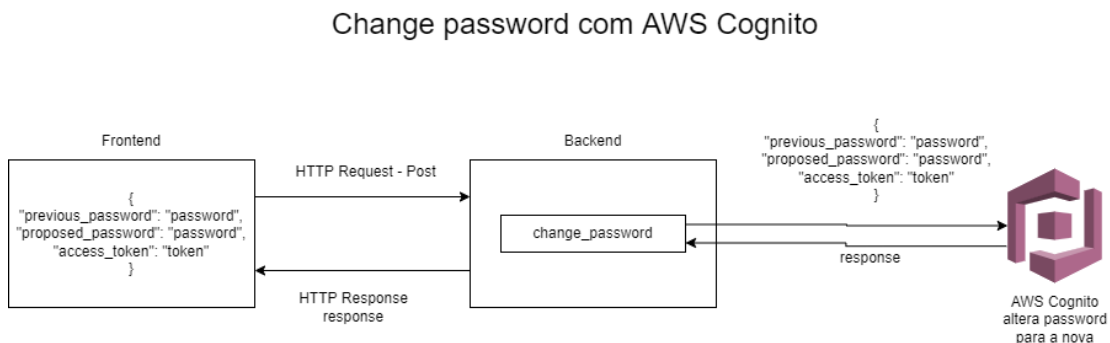 Change password com AWS Cognito
Frontend
{
"previous_password": "password",
"proposed_password": "password",
"access_token": "token"
}
HTTP Request - Post
HTTP Response
response
Backend
change_password
{
"previous_password": "password",
"proposed_password": "password",
"access_token": "token"
}
response
AWS Cognito
altera password
para a nova